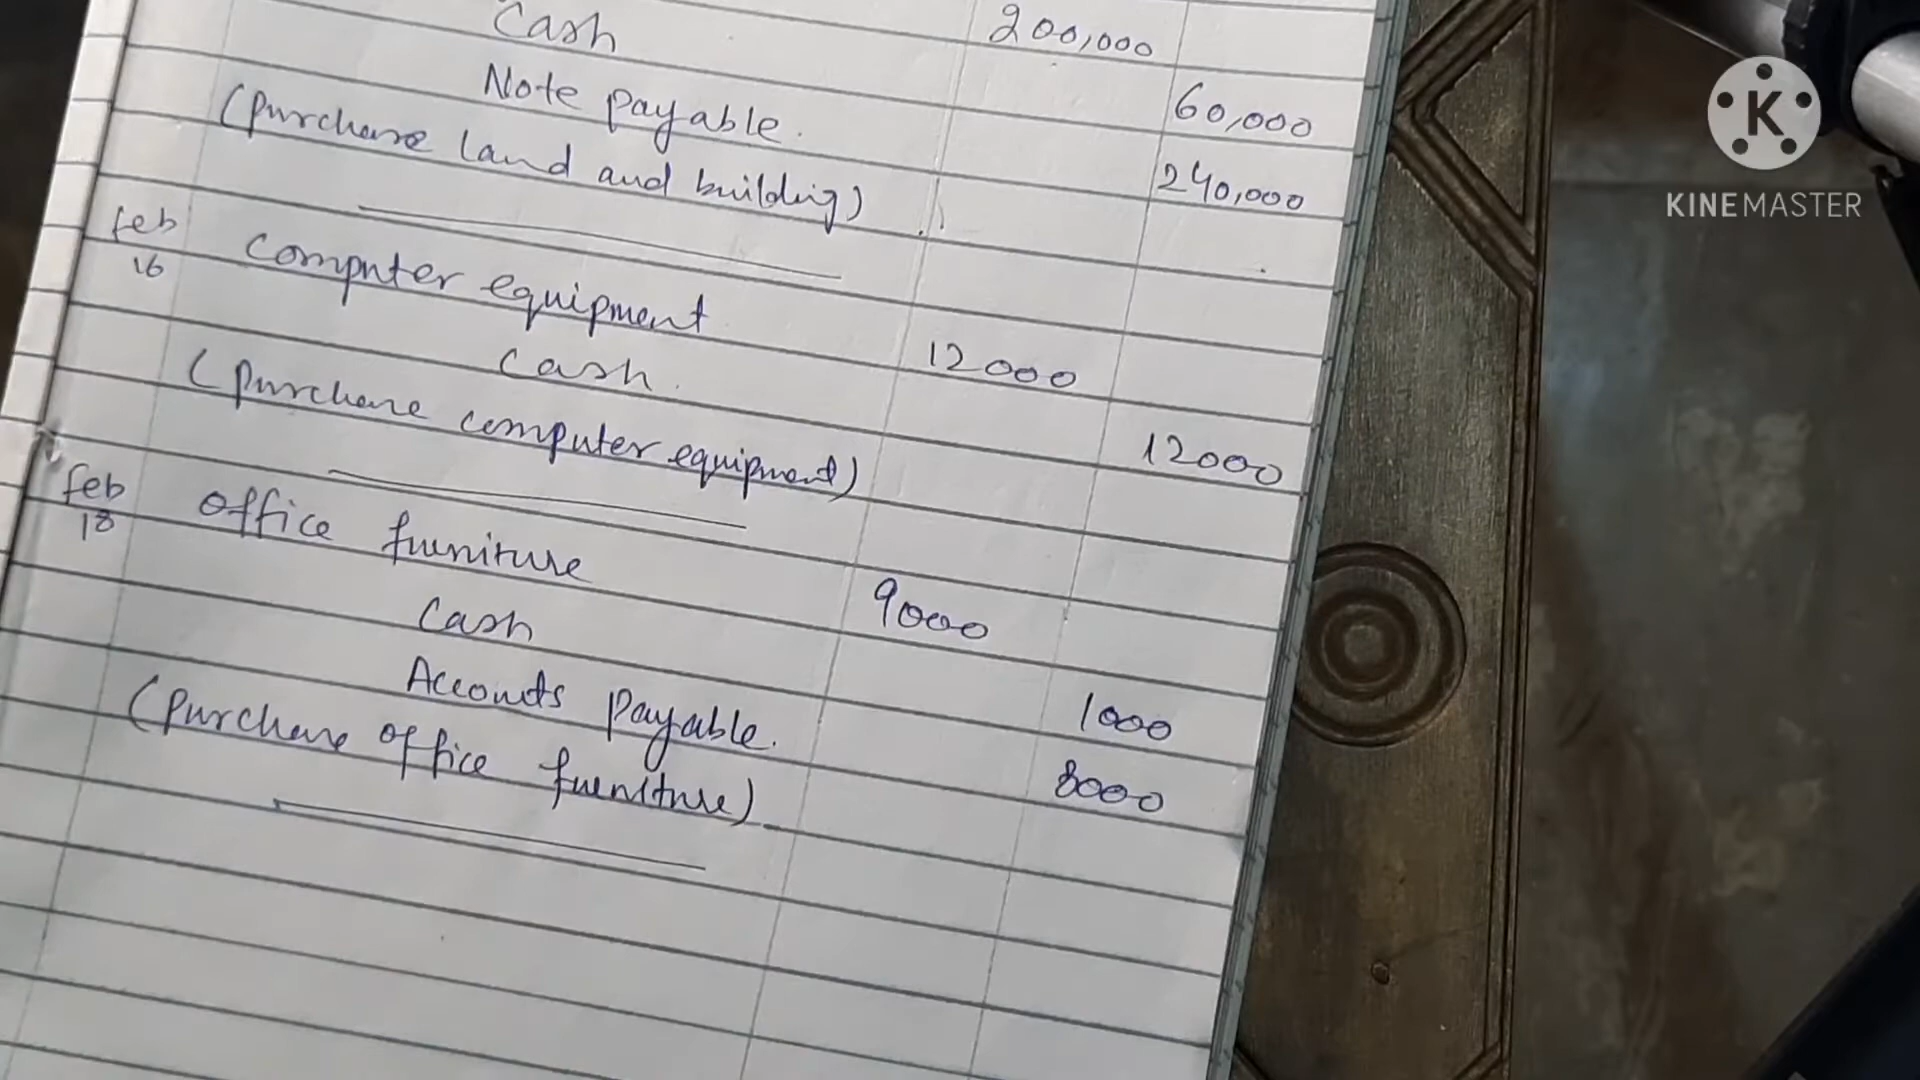 Cash 200,000
Note payable. 60,000
(purchase land and building) 240,000
feb 16 Computer equipment
Cash. 12000
(purchase computer equipment) 12000
feb 18 office furniture
Cash 9000
Accounts payable. 1000
(purchase office furniture) 8000
K
KINEMASTER